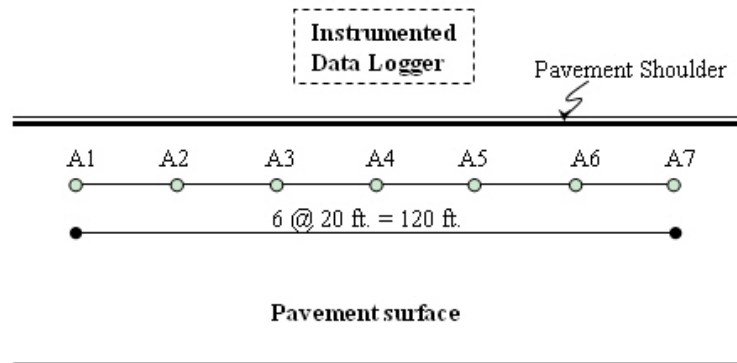 Instrumented
Data Logger
Pavement Shoulder
A1 A2 A3 A4 A5 A6 A7
6 @ 20 ft. = 120 ft.
Pavement surface